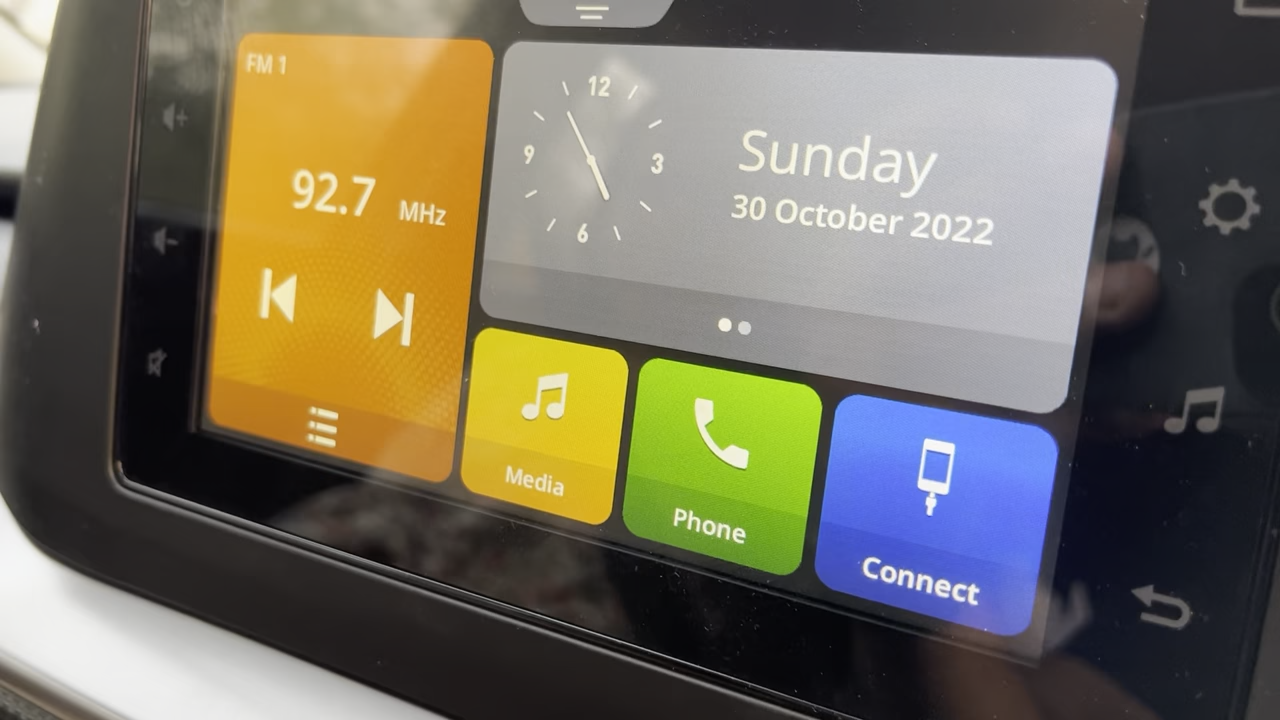 FM 1
92.7 MHz
12
9
3
6
Sunday
30 October 2022
Media
Phone
Connect